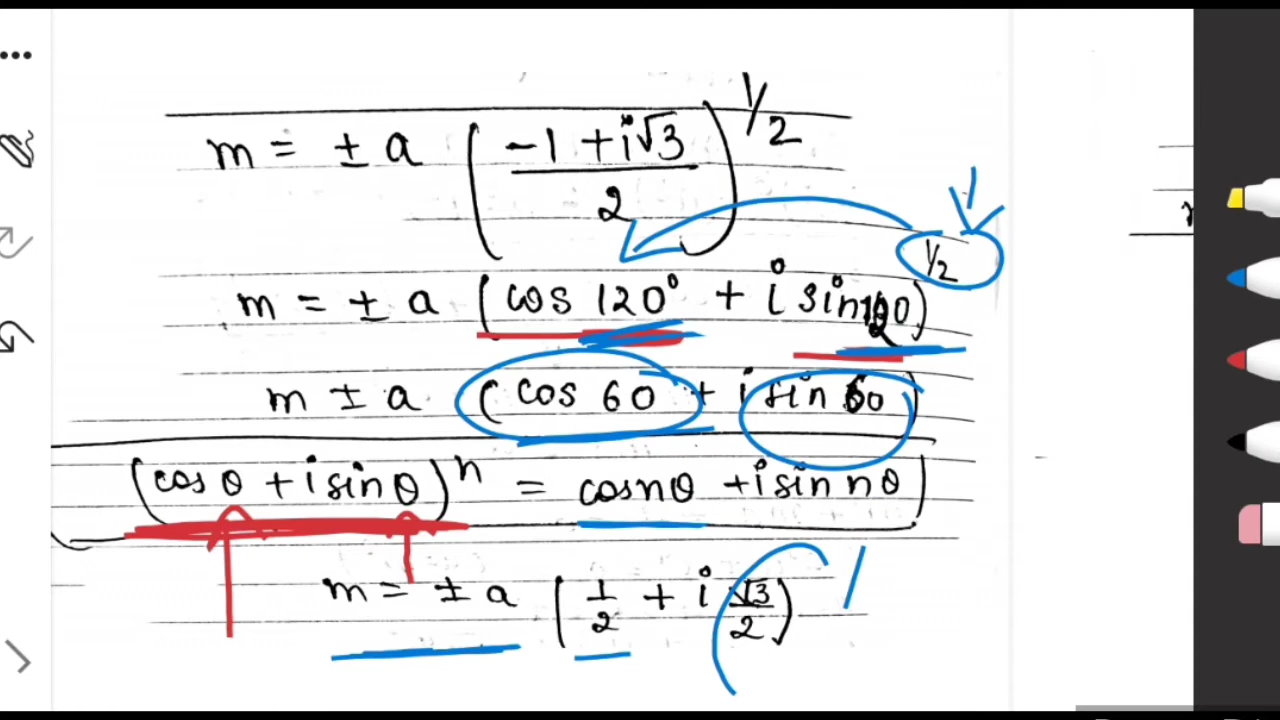 m = ± a ( (-1 + i√3) / 2 )^1/2
m = ± a (cos 120° + i sin 120)^1/2
m ± a (cos 60 + i sin 60)
(cos θ + i sin θ)^n = cos nθ + i sin nθ
m = ± a ( 1/2 + i √3/2 )